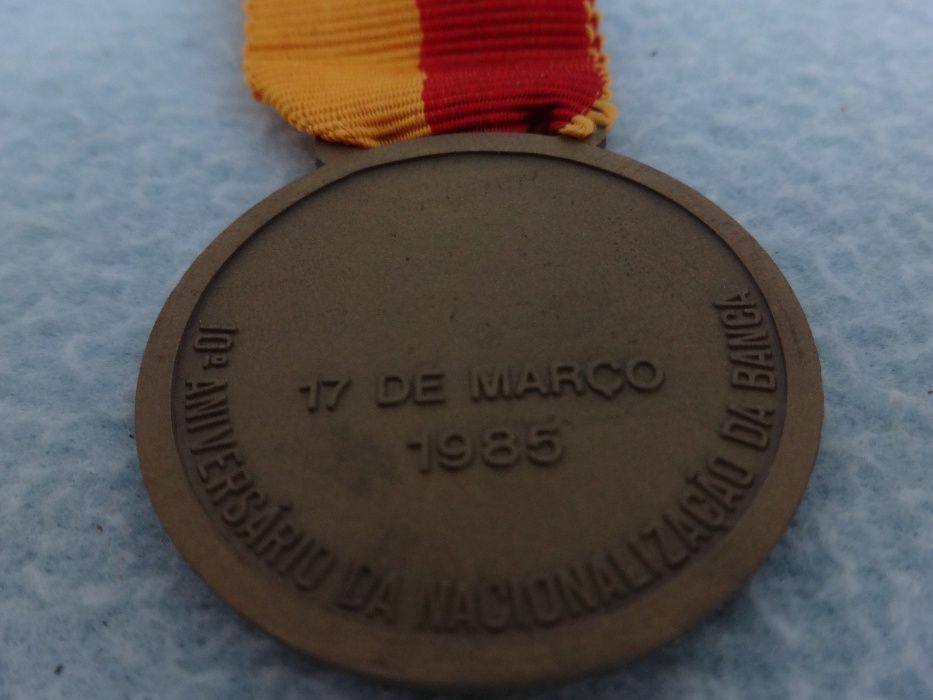 17 DE MARÇO
1985
10º ANIVERSÁRIO DA NACIONALIZAÇÃO DA BANCA